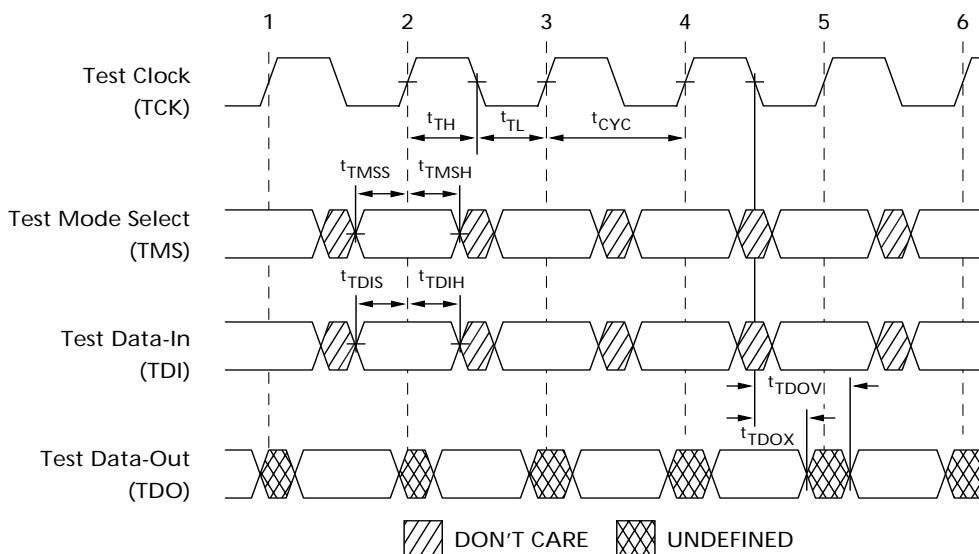 1 2 3 4 5 6
Test Clock
(TCK)
tTH tTL tCYC
tTMSS tTMSH
Test Mode Select
(TMS)
tTDIS tTDIH
Test Data-In
(TDI)
tTDOV
tTDOX
Test Data-Out
(TDO)
DON'T CARE UNDEFINED